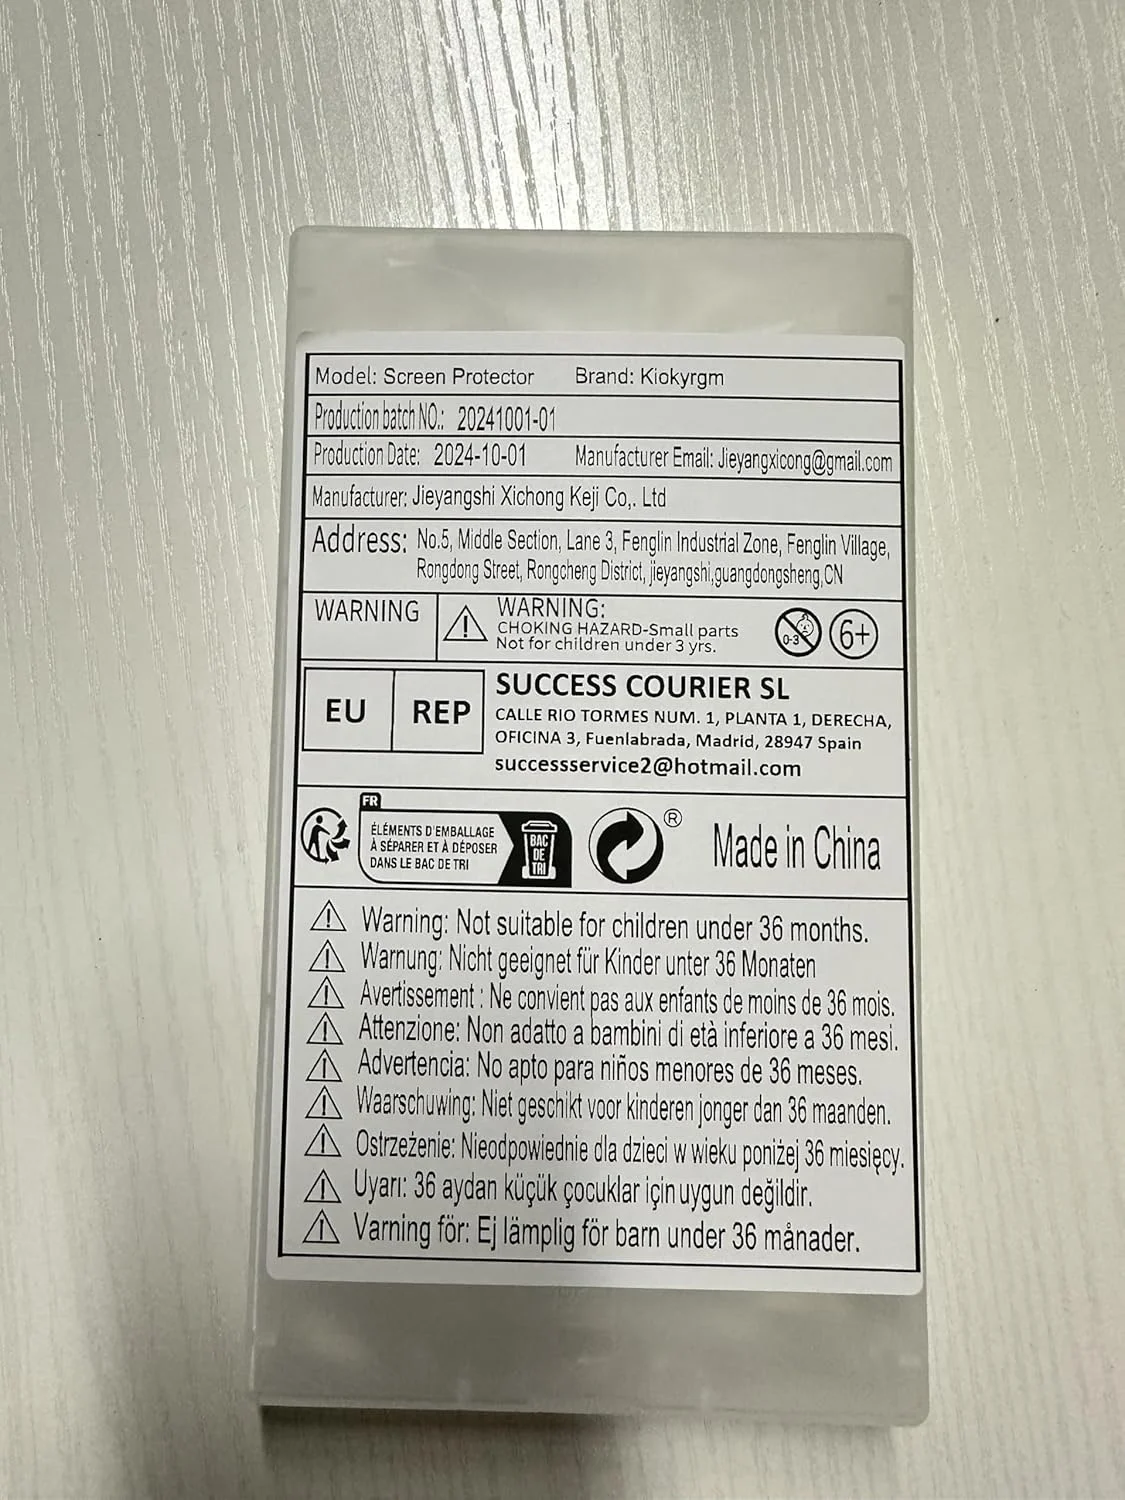 Model: Screen Protector Brand: Kiokyrgm
Production batch NO.: 20241001-01
Production Date: 2024-10-01 Manufacturer Email: Jieyangxicong@gmail.com
Manufacturer: Jieyangshi Xichong Keji Co,. Ltd
Address: No.5, Middle Section, Lane 3, Fenglin Industrial Zone, Fenglin Village,
Rongdong Street, Rongcheng District, jieyangshi,guangdongsheng,CN
WARNING
WARNING:
CHOKING HAZARD-Small parts
Not for children under 3 yrs.
0-3
6+
EU REP
SUCCESS COURIER SL
CALLE RIO TORMES NUM. 1, PLANTA 1, DERECHA,
OFICINA 3, Fuenlabrada, Madrid, 28947 Spain
successservice2@hotmail.com
FR
ÉLÉMENTS D'EMBALLAGE
À SÉPARER ET À DÉPOSER
DANS LE BAC DE TRI
BAC
DE
TRI
®
Made in China
Warning: Not suitable for children under 36 months.
Warnung: Nicht geeignet für Kinder unter 36 Monaten
Avertissement : Ne convient pas aux enfants de moins de 36 mois.
Attenzione: Non adatto a bambini di età inferiore a 36 mesi.
Advertencia: No apto para niños menores de 36 meses.
Waarschuwing: Niet geschikt voor kinderen jonger dan 36 maanden.
Ostrzeżenie: Nieodpowiednie dla dzieci w wieku poniżej 36 miesięcy.
Uyarı: 36 aydan küçük çocuklar için uygun değildir.
Varning för: Ej lämplig för barn under 36 månader.